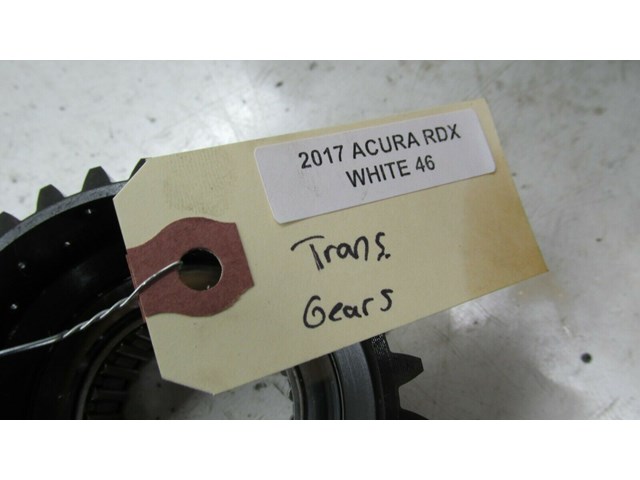 2017 ACURA RDX
WHITE 46
Trans.
Gears